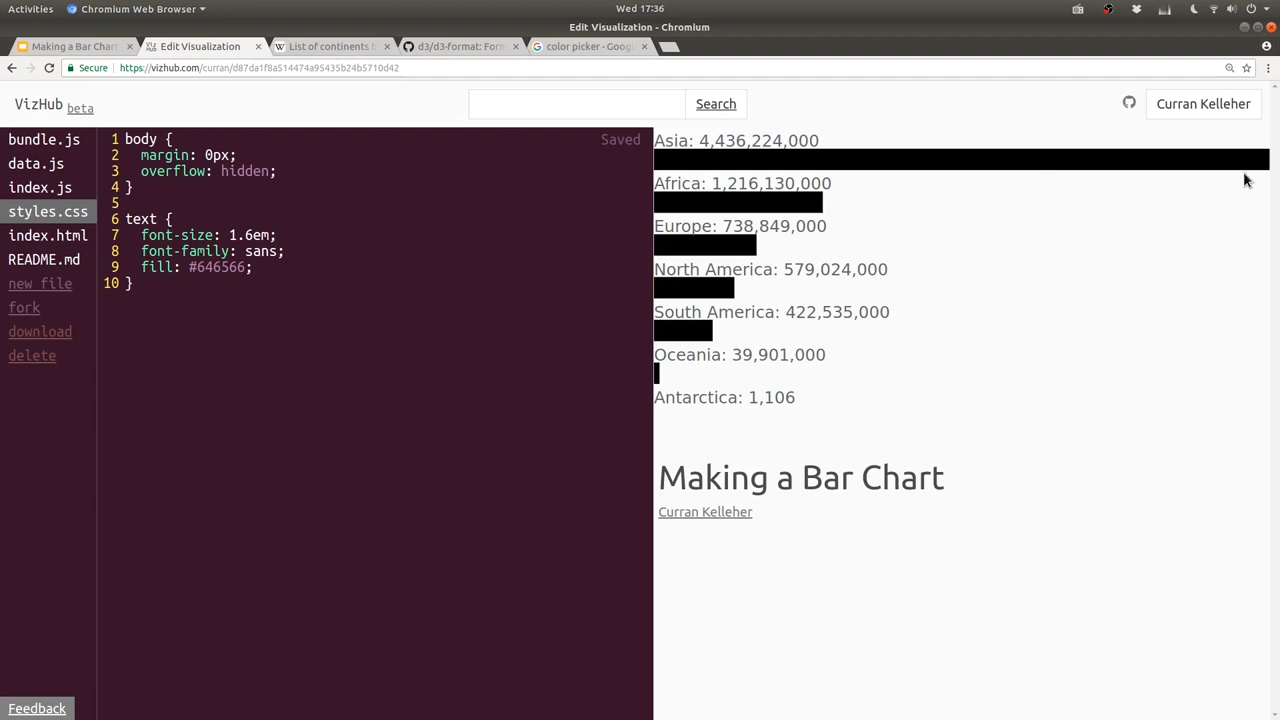 Activities Chromium Web Browser Wed 17:36
Edit Visualization - Chromium
Making a Bar Chart Edit Visualization List of continents b d3/d3-format: Form color picker - Googl
Secure https://vizhub.com/curran/d87da1f8a514474a95435b24b5710d42
VizHub beta Search Curran Kelleher
bundle.js
data.js
index.js
styles.css
index.html
README.md
new file
fork
download
delete
Feedback
Saved
1 body {
2 margin: 0px;
3 overflow: hidden;
4 }
5
6 text {
7 font-size: 1.6em;
8 font-family: sans;
9 fill: #646566;
10 }
Asia: 4,436,224,000
Africa: 1,216,130,000
Europe: 738,849,000
North America: 579,024,000
South America: 422,535,000
Oceania: 39,901,000
Antarctica: 1,106
Making a Bar Chart
Curran Kelleher